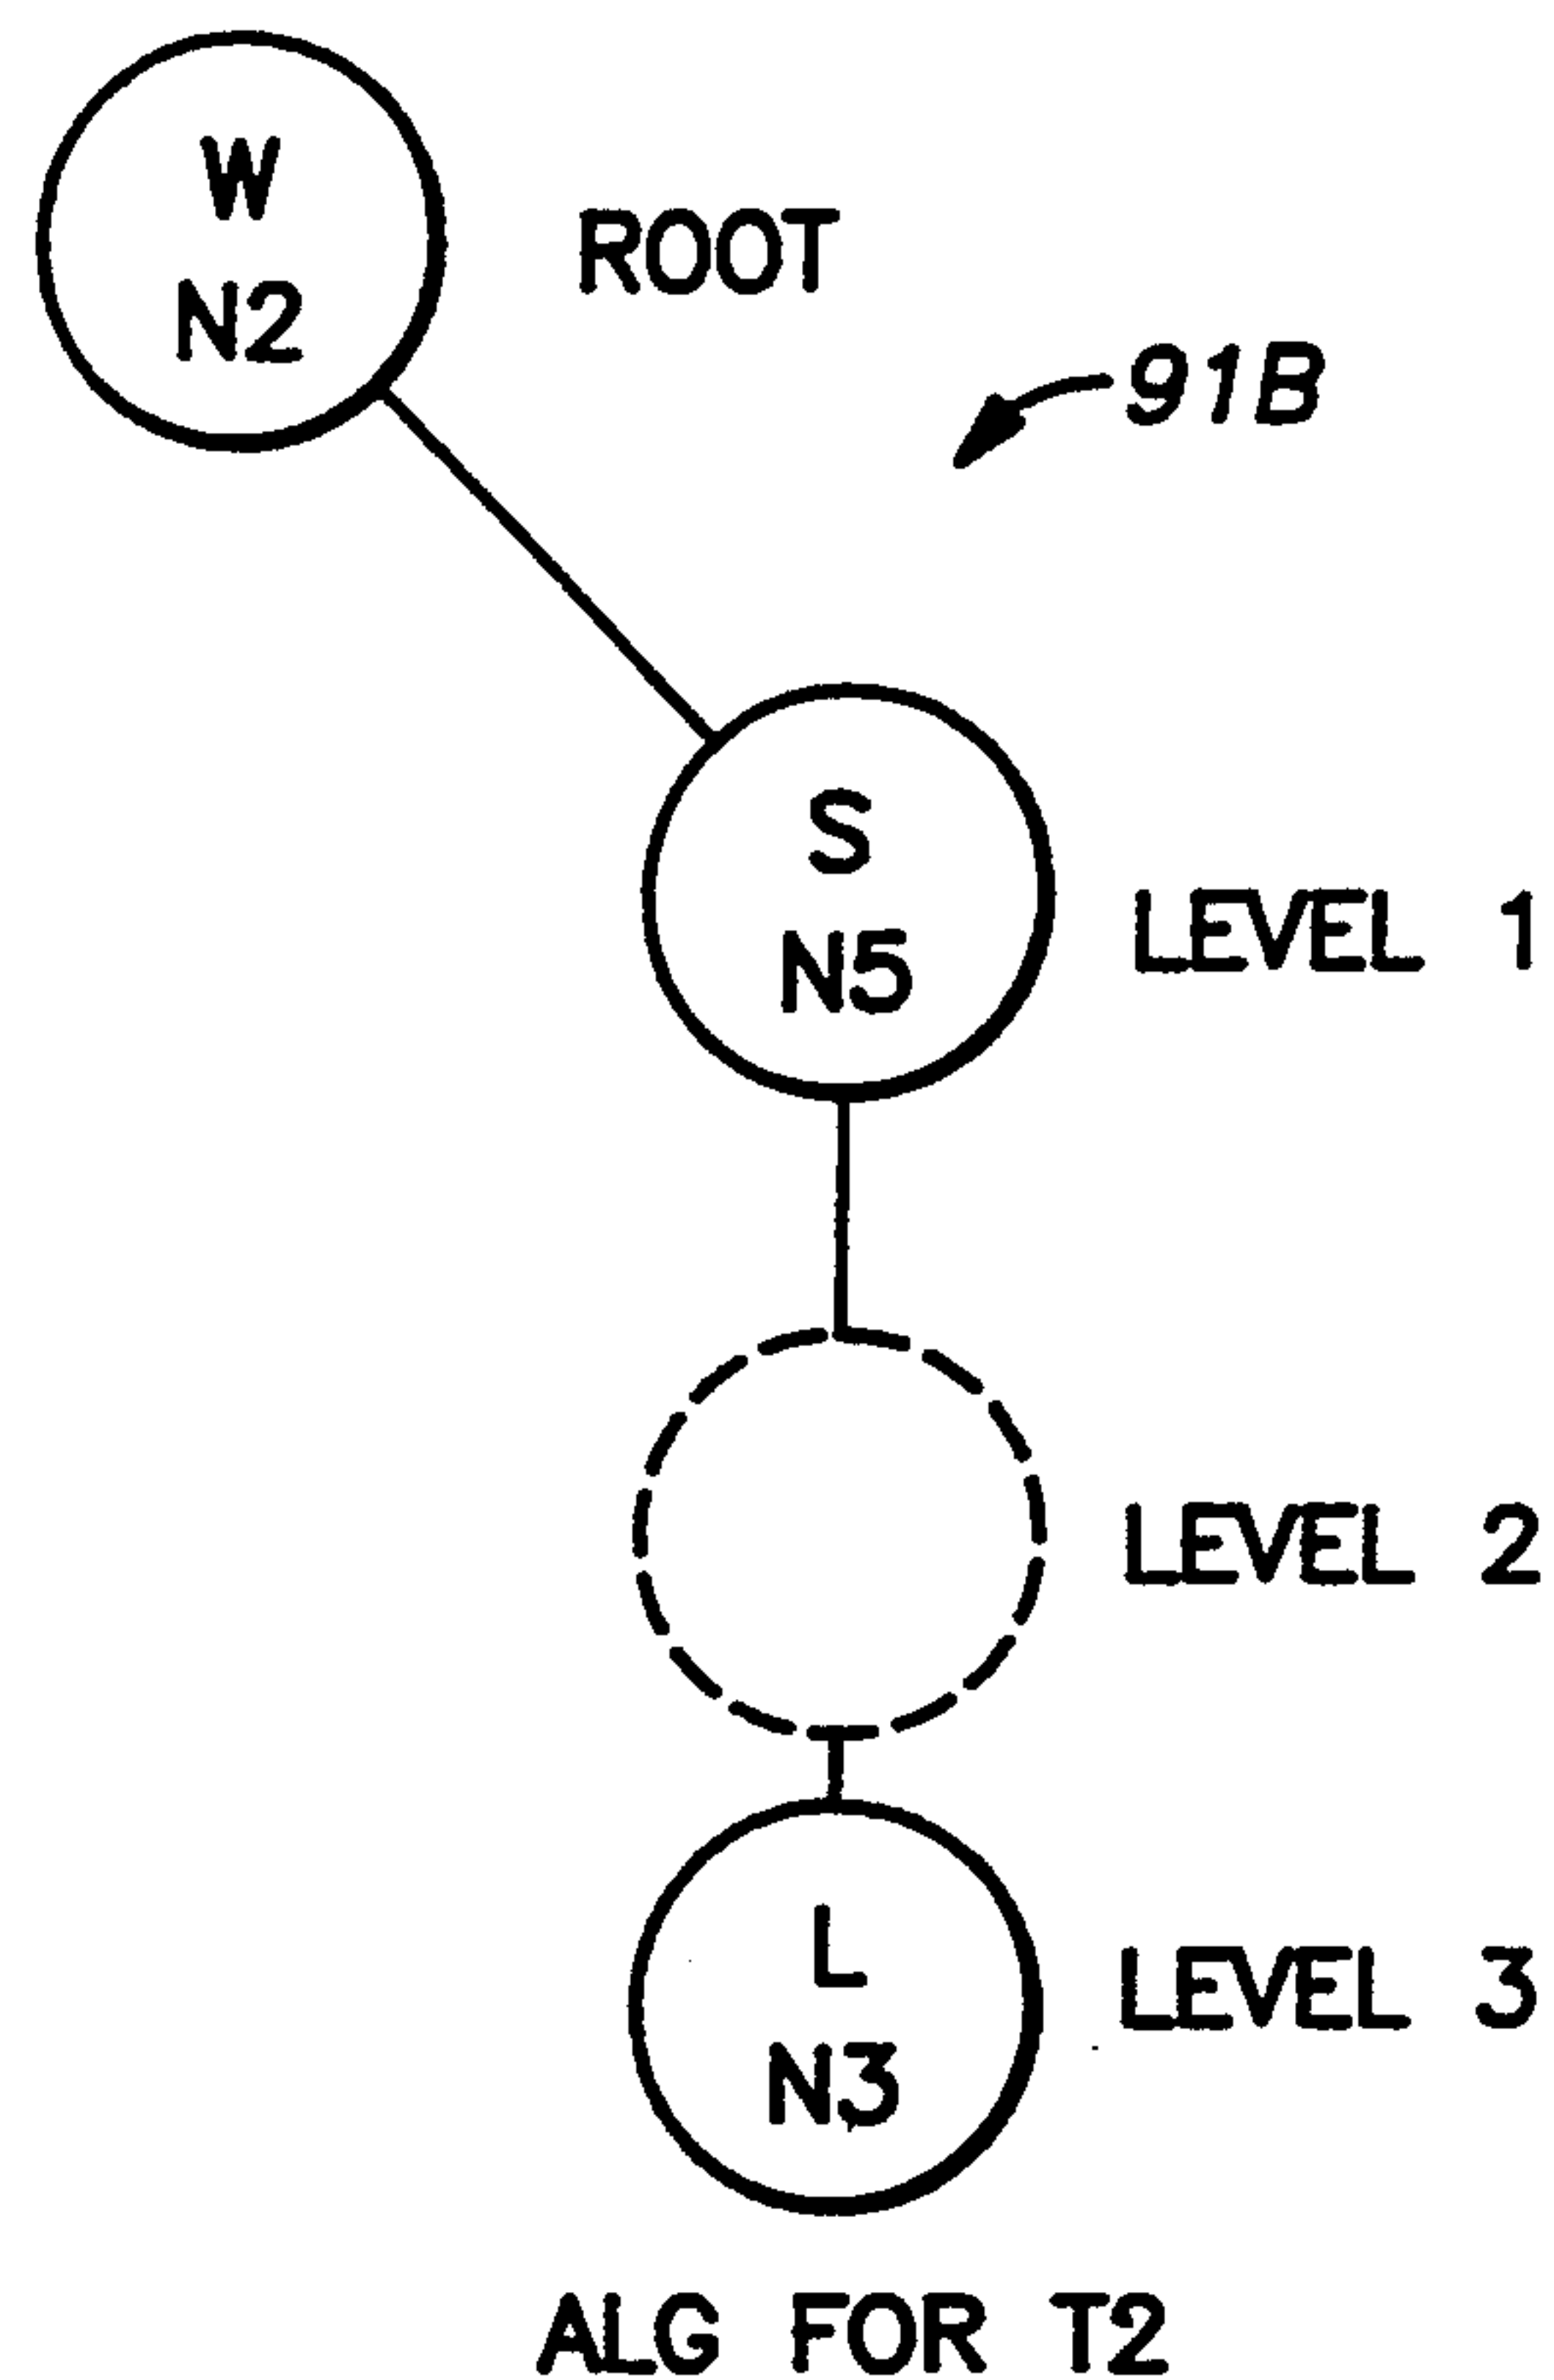 W
N2
ROOT
91B
S
N5
LEVEL 1
LEVEL 2
L
N3
LEVEL 3
ALG FOR T2